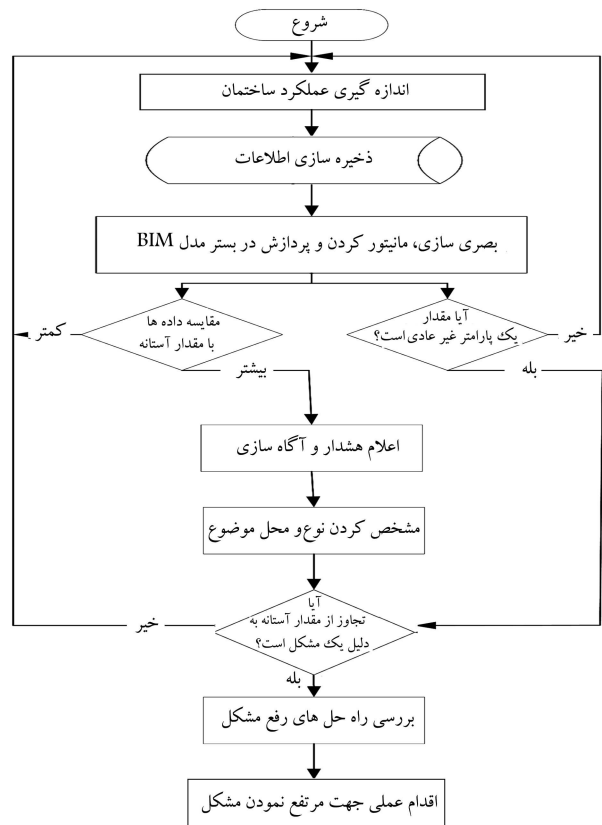 شروع
اندازه گیری عملکرد ساختمان
ذخیره سازی اطلاعات
بصری سازی، مانیتور کردن و پردازش در بستر مدل BIM
آیا مقدار
یک پارامتر غیر عادی است؟
خیر
بله
مقایسه داده ها
با مقدار آستانه
کمتر
بیشتر
اعلام هشدار و آگاه سازی
مشخص کردن نوع و محل موضوع
آیا
تجاوز از مقدار آستانه به
دلیل یک مشکل است؟
خیر
بله
بررسی راه حل های رفع مشکل
اقدام عملی جهت مرتفع نمودن مشکل